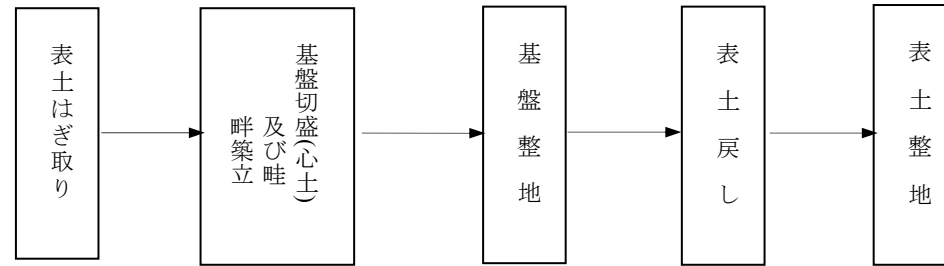 表土はぎ取り
基盤切盛(心土)
及び畦
畔築立
基盤整地
表土戻し
表土整地